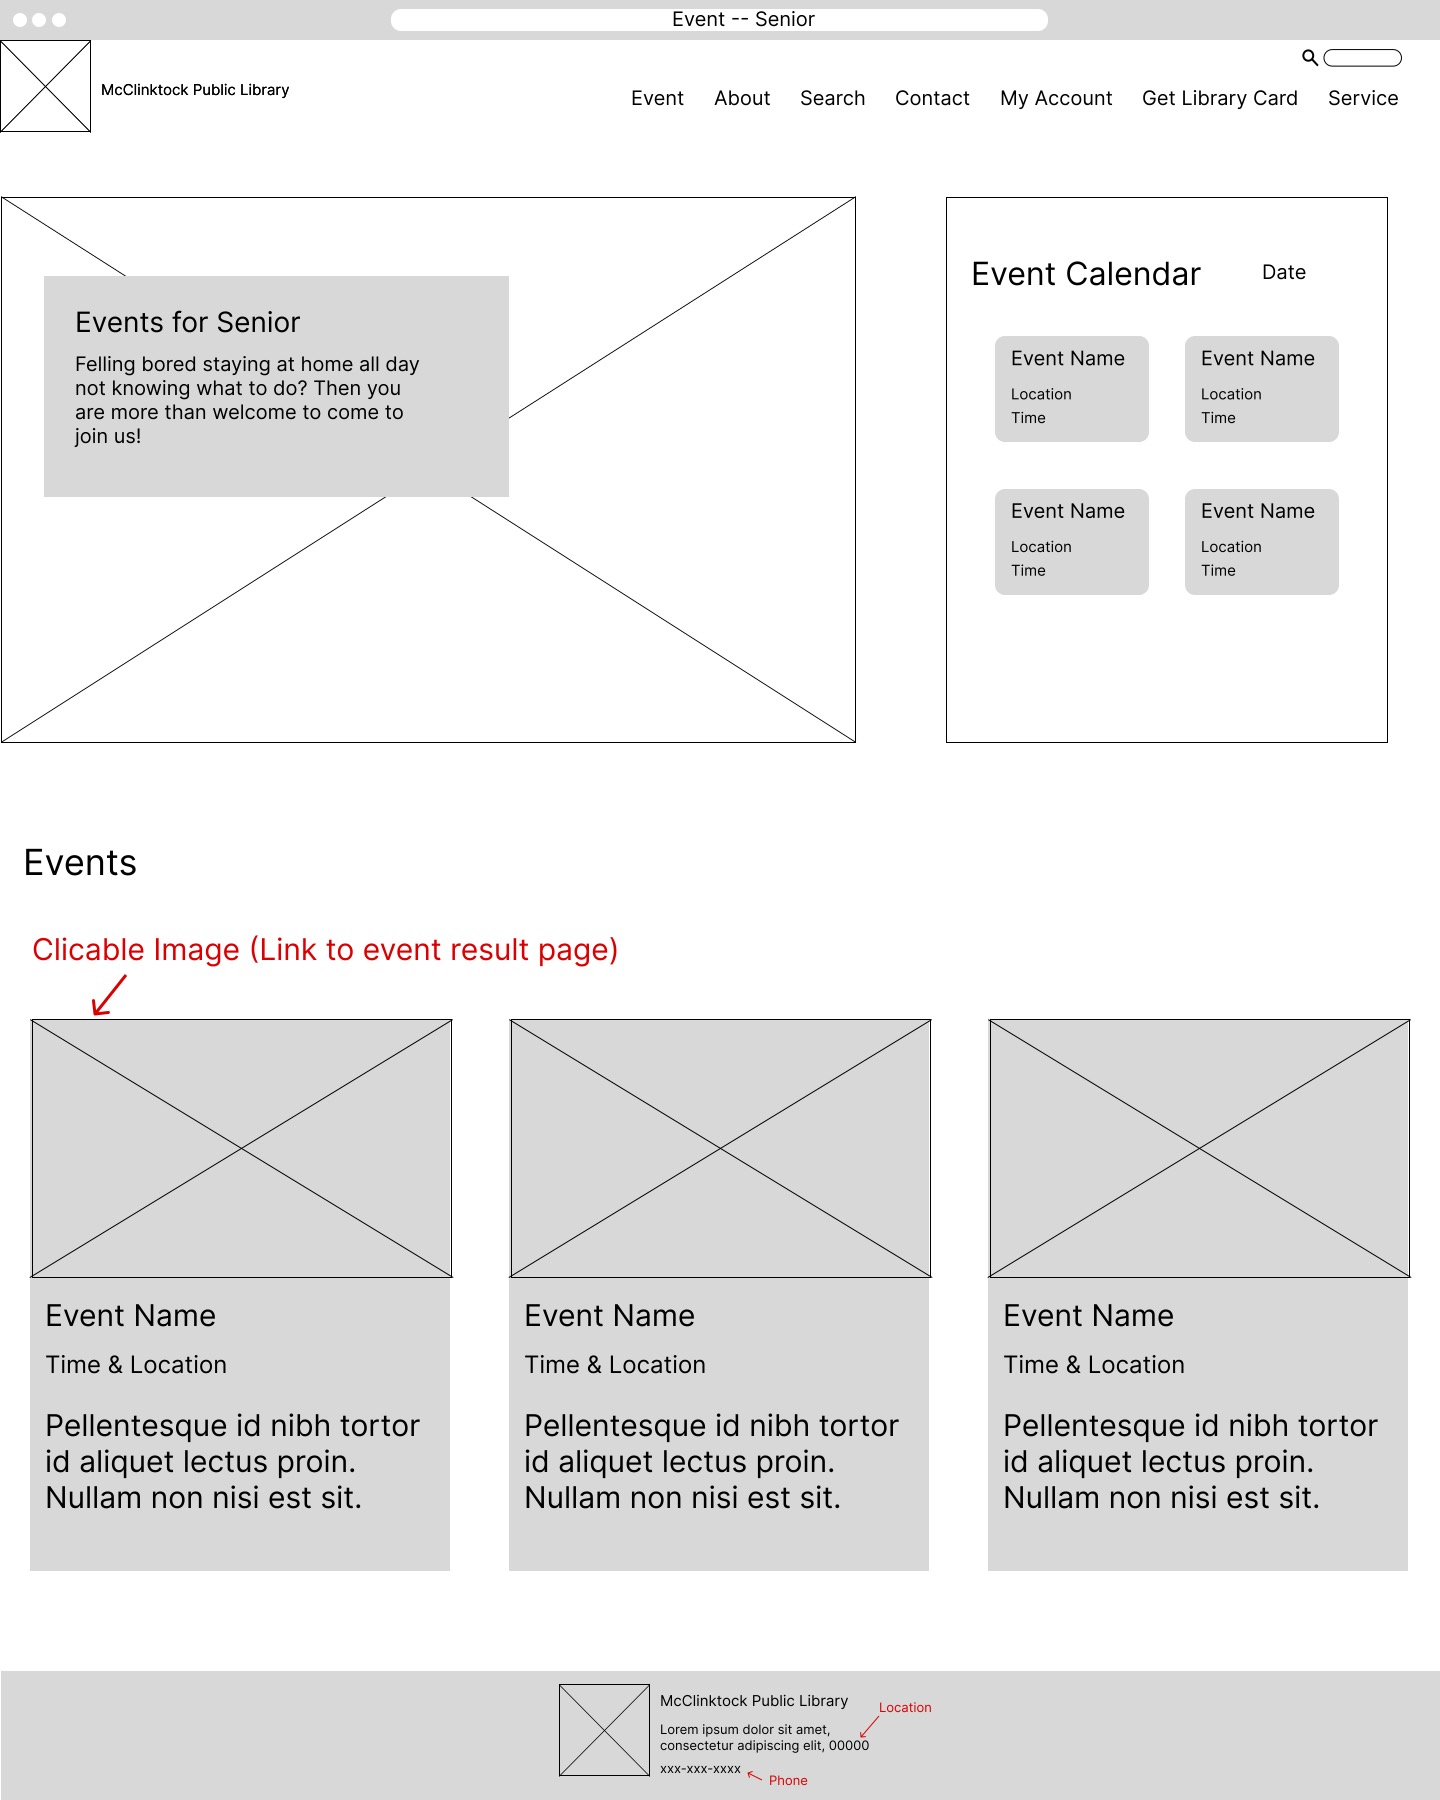 Event -- Senior
McClinktock Public Library
Event About Search Contact My Account Get Library Card Service
Events for Senior
Felling bored staying at home all day
not knowing what to do? Then you
are more than welcome to come to
join us!
Event Calendar
Date
Event Name
Location
Time
Event Name
Location
Time
Event Name
Location
Time
Event Name
Location
Time
Events
Clicable Image (Link to event result page)
Event Name
Time & Location
Pellentesque id nibh tortor
id aliquet lectus proin.
Nullam non nisi est sit.
Event Name
Time & Location
Pellentesque id nibh tortor
id aliquet lectus proin.
Nullam non nisi est sit.
Event Name
Time & Location
Pellentesque id nibh tortor
id aliquet lectus proin.
Nullam non nisi est sit.
McClinktock Public Library
Location
Lorem ipsum dolor sit amet,
consectetur adipiscing elit, 00000
xxx-xxx-xxxx
Phone